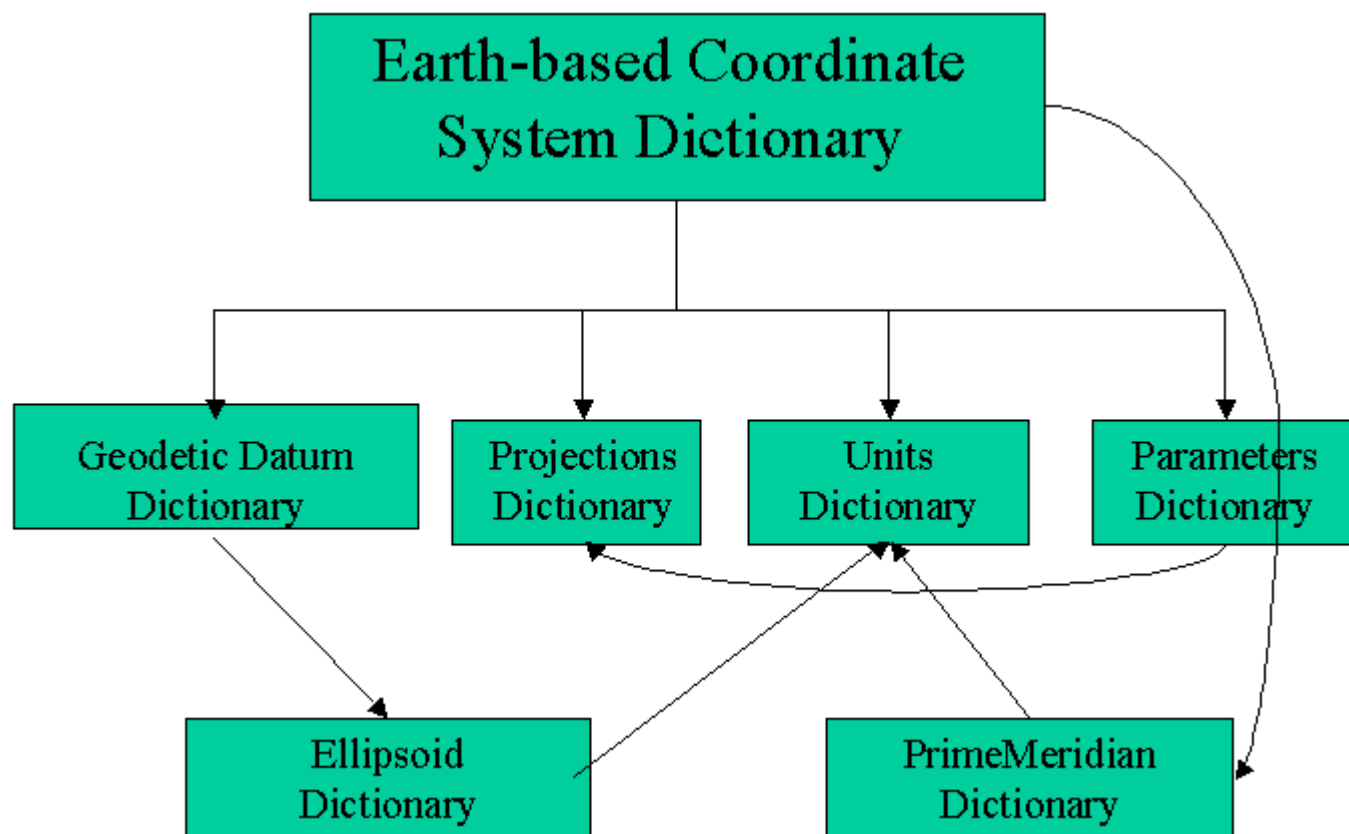 Earth-based Coordinate
System Dictionary
Geodetic Datum
Dictionary
Projections
Dictionary
Units
Dictionary
Parameters
Dictionary
Ellipsoid
Dictionary
PrimeMeridian
Dictionary